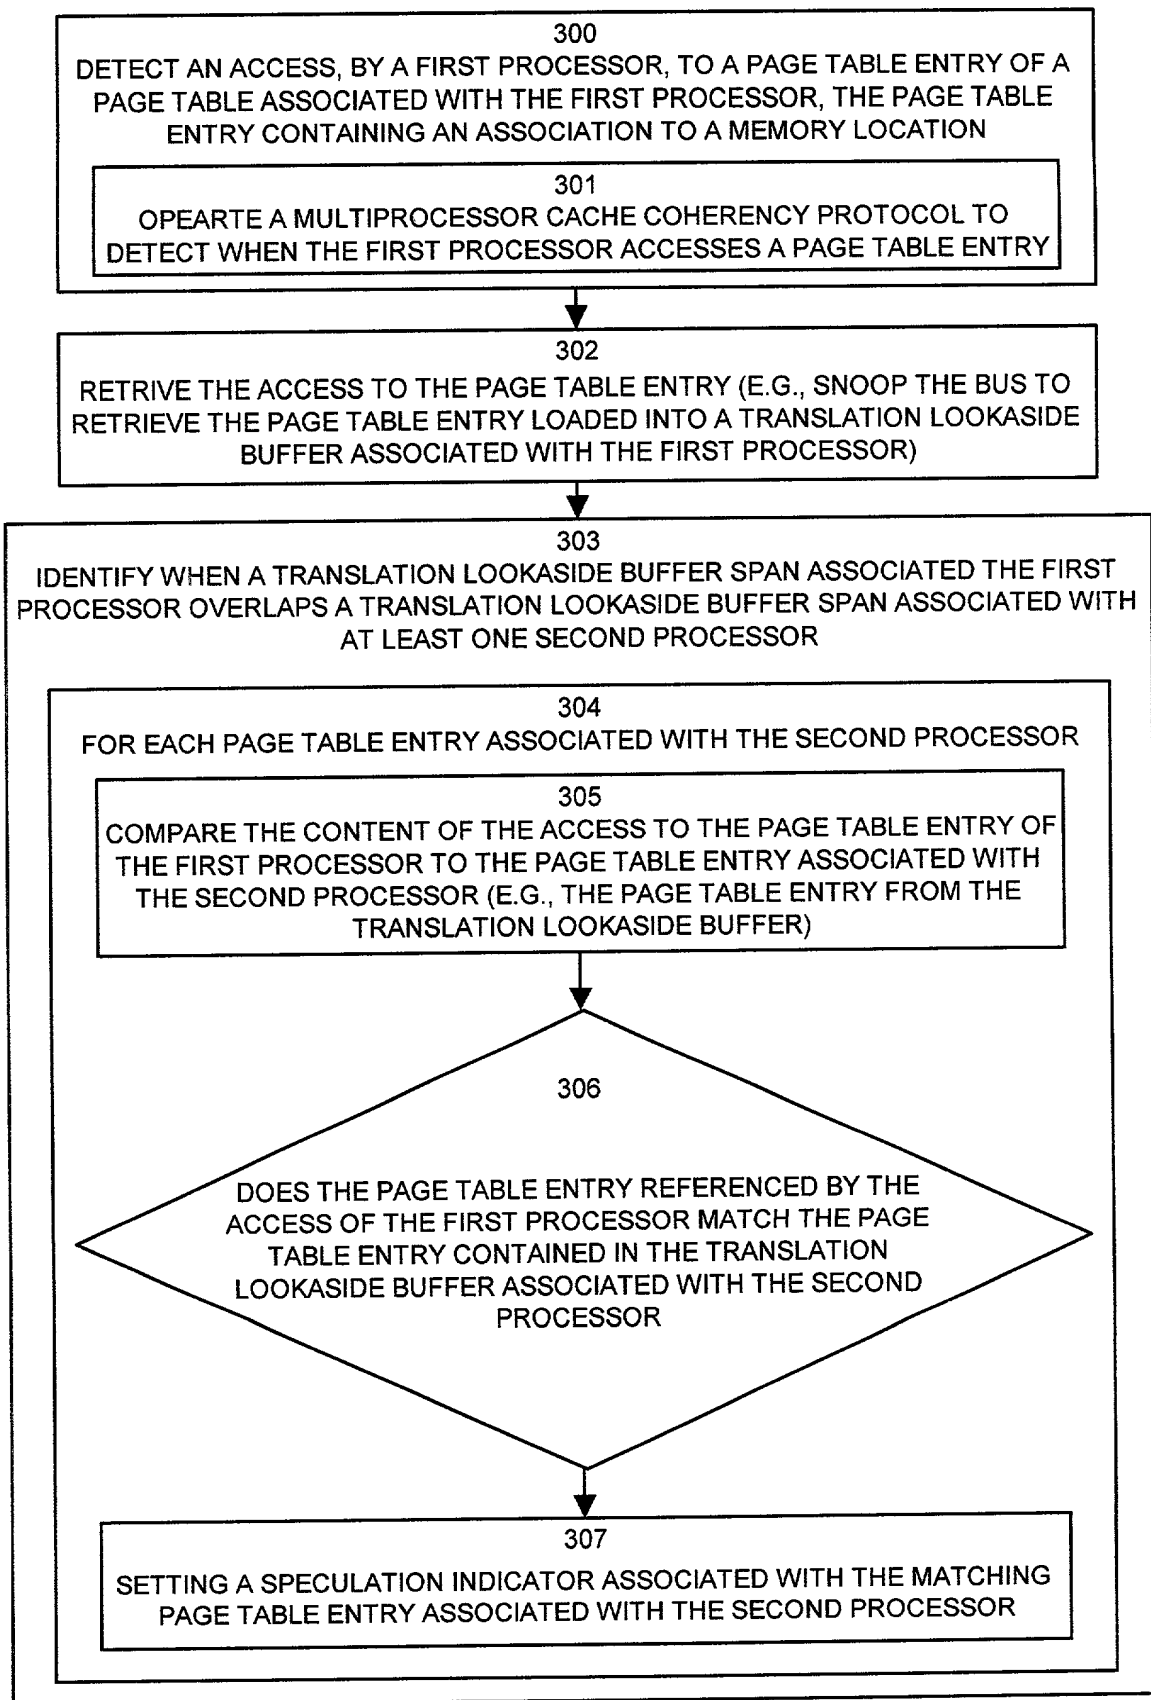 300
DETECT AN ACCESS, BY A FIRST PROCESSOR, TO A PAGE TABLE ENTRY OF A
PAGE TABLE ASSOCIATED WITH THE FIRST PROCESSOR, THE PAGE TABLE
ENTRY CONTAINING AN ASSOCIATION TO A MEMORY LOCATION
301
OPEARTE A MULTIPROCESSOR CACHE COHERENCY PROTOCOL TO
DETECT WHEN THE FIRST PROCESSOR ACCESSES A PAGE TABLE ENTRY
302
RETRIVE THE ACCESS TO THE PAGE TABLE ENTRY (E.G., SNOOP THE BUS TO
RETRIEVE THE PAGE TABLE ENTRY LOADED INTO A TRANSLATION LOOKASIDE
BUFFER ASSOCIATED WITH THE FIRST PROCESSOR)
303
IDENTIFY WHEN A TRANSLATION LOOKASIDE BUFFER SPAN ASSOCIATED THE FIRST
PROCESSOR OVERLAPS A TRANSLATION LOOKASIDE BUFFER SPAN ASSOCIATED WITH
AT LEAST ONE SECOND PROCESSOR
304
FOR EACH PAGE TABLE ENTRY ASSOCIATED WITH THE SECOND PROCESSOR
305
COMPARE THE CONTENT OF THE ACCESS TO THE PAGE TABLE ENTRY OF
THE FIRST PROCESSOR TO THE PAGE TABLE ENTRY ASSOCIATED WITH
THE SECOND PROCESSOR (E.G., THE PAGE TABLE ENTRY FROM THE
TRANSLATION LOOKASIDE BUFFER)
306
DOES THE PAGE TABLE ENTRY REFERENCED BY THE
ACCESS OF THE FIRST PROCESSOR MATCH THE PAGE
TABLE ENTRY CONTAINED IN THE TRANSLATION
LOOKASIDE BUFFER ASSOCIATED WITH THE SECOND
PROCESSOR
307
SETTING A SPECULATION INDICATOR ASSOCIATED WITH THE MATCHING
PAGE TABLE ENTRY ASSOCIATED WITH THE SECOND PROCESSOR